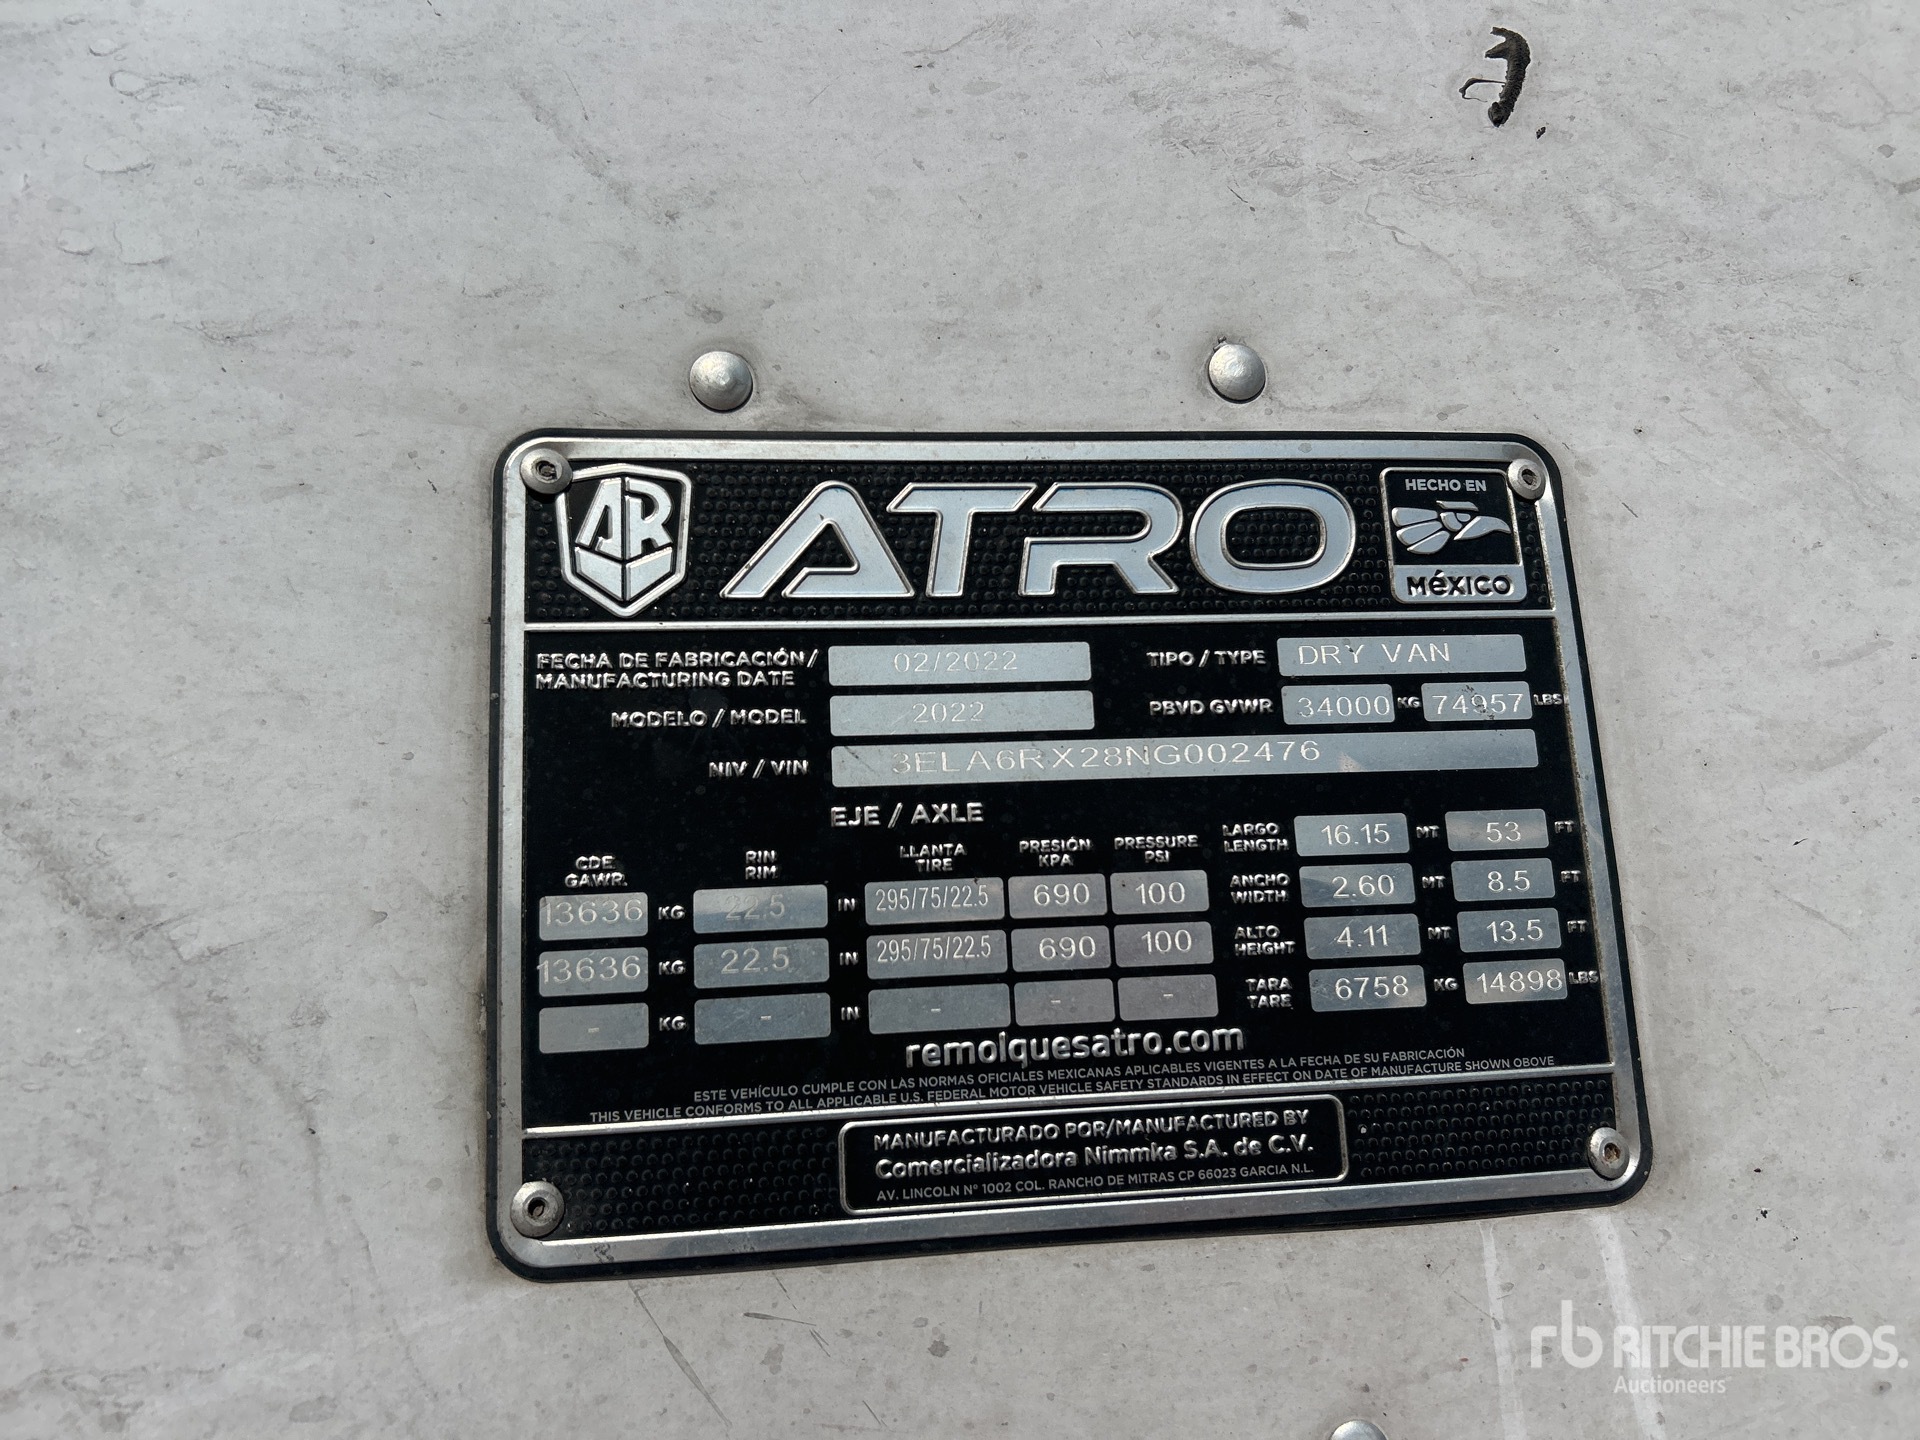 AR
ATRO
HECHO EN
MéXICO
FECHA DE FABRICACIÓN/
MANUFACTURING DATE
02/2022
TIPO / TYPE
DRY VAN
MODELO / MODEL
2022
PBVD GVWR
34000 KG 74957 LBS
NIV / VIN
3ELA6RX28NG002476
EJE / AXLE
CDE.
GAWR.
RIN
RIM
LLANTA
TIRE
PRESIÓN
KPA
PRESSURE
PSI
13636 KG 22.5 IN 295/75/22.5 690 100
13636 KG 22.5 IN 295/75/22.5 690 100
- KG - IN - - -
LARGO
LENGTH
16.15 MT 53 FT
ANCHO
WIDTH
2.60 MT 8.5 FT
ALTO
HEIGHT
4.11 MT 13.5 FT
TARA
TARE
6758 KG 14898 LBS
remolquesatro.com
ESTE VEHÍCULO CUMPLE CON LAS NORMAS OFICIALES MEXICANAS APLICABLES VIGENTES A LA FECHA DE SU FABRICACIÓN
THIS VEHICLE CONFORMS TO ALL APPLICABLE U.S. FEDERAL MOTOR VEHICLE SAFETY STANDARDS IN EFFECT ON DATE OF MANUFACTURE SHOWN OBOVE
MANUFACTURADO POR/MANUFACTURED BY
Comercializadora Nimmka S.A. de C.V.
AV. LINCOLN Nº 1002 COL. RANCHO DE MITRAS CP 66023 GARCIA N.L.
rb RITCHIE BROS.
Auctioneers